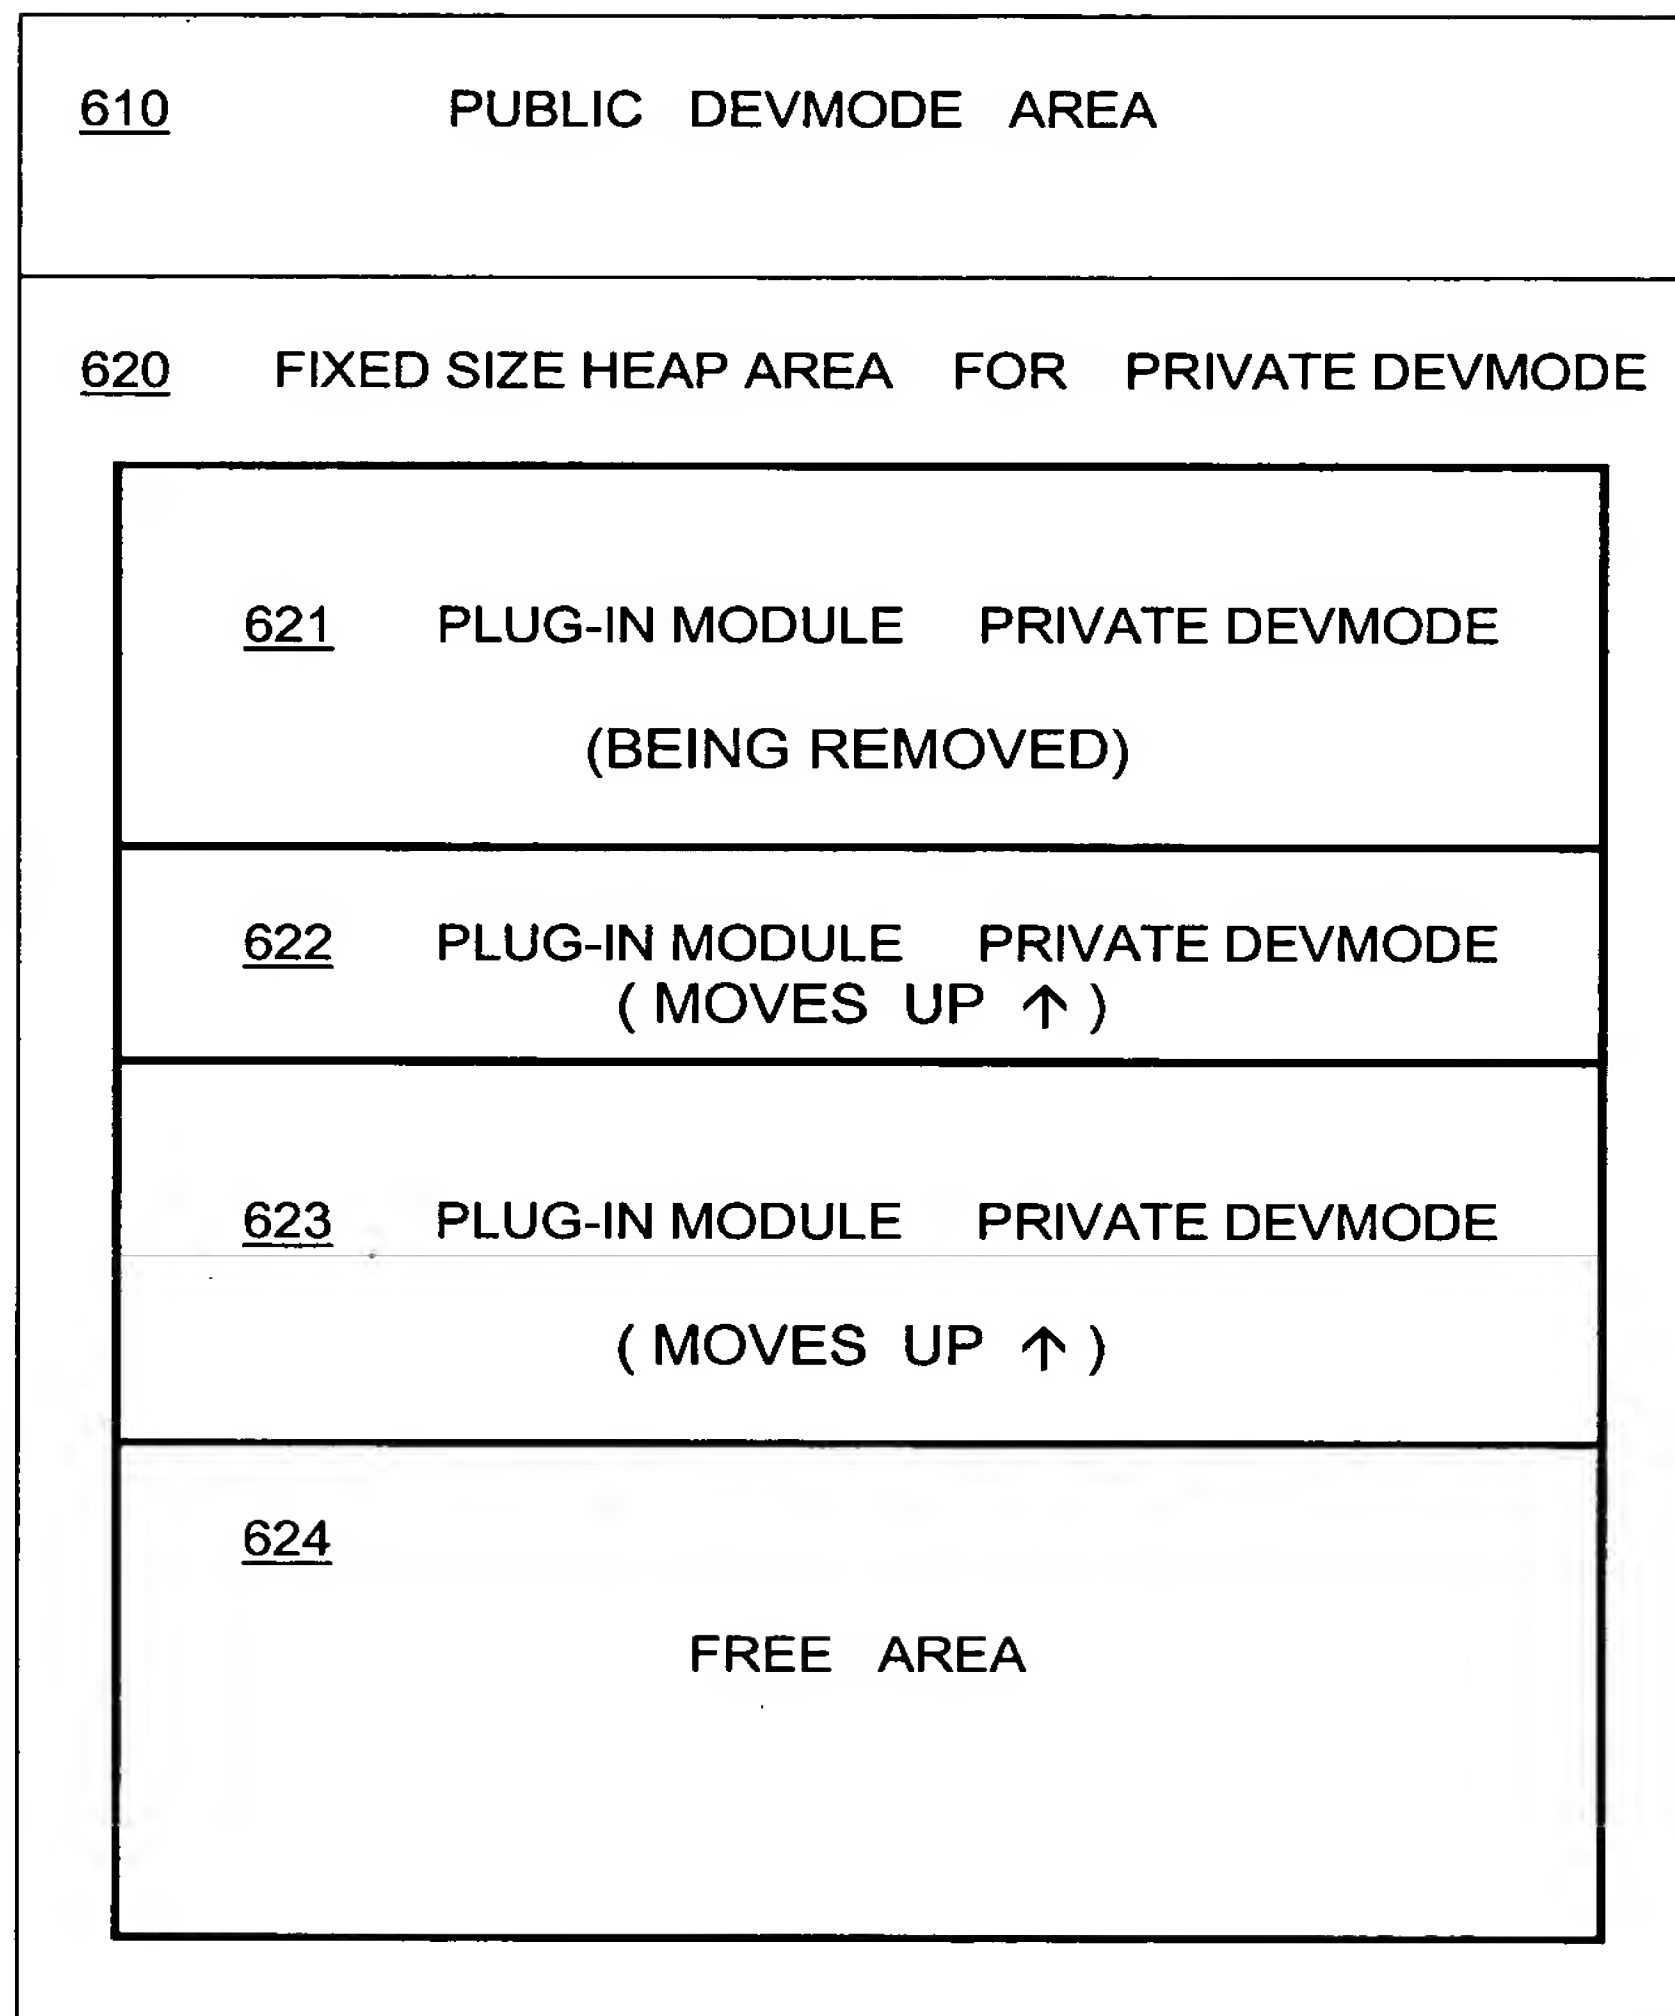 610 PUBLIC DEVMODE AREA
620 FIXED SIZE HEAP AREA FOR PRIVATE DEVMODE
621 PLUG-IN MODULE PRIVATE DEVMODE
(BEING REMOVED)
622 PLUG-IN MODULE PRIVATE DEVMODE
( MOVES UP ↑ )
623 PLUG-IN MODULE PRIVATE DEVMODE
( MOVES UP ↑ )
624
FREE AREA